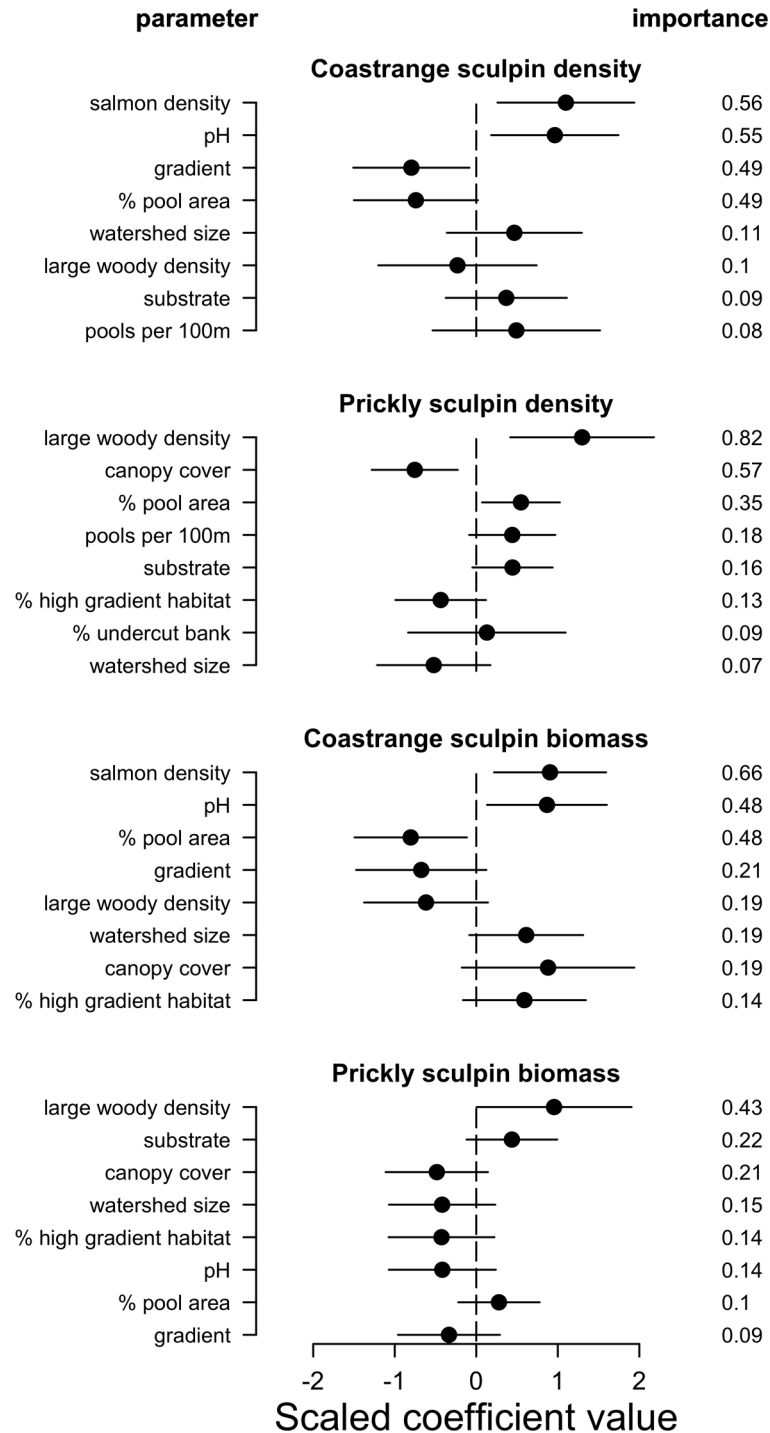 parameter importance
Coastrange sculpin density
salmon density 0.56
pH 0.55
gradient 0.49
% pool area 0.49
watershed size 0.11
large woody density 0.1
substrate 0.09
pools per 100m 0.08
Prickly sculpin density
large woody density 0.82
canopy cover 0.57
% pool area 0.35
pools per 100m 0.18
substrate 0.16
% high gradient habitat 0.13
% undercut bank 0.09
watershed size 0.07
Coastrange sculpin biomass
salmon density 0.66
pH 0.48
% pool area 0.48
gradient 0.21
large woody density 0.19
watershed size 0.19
canopy cover 0.19
% high gradient habitat 0.14
Prickly sculpin biomass
large woody density 0.43
substrate 0.22
canopy cover 0.21
watershed size 0.15
% high gradient habitat 0.14
pH 0.14
% pool area 0.1
gradient 0.09
-2 -1 0 1 2
Scaled coefficient value